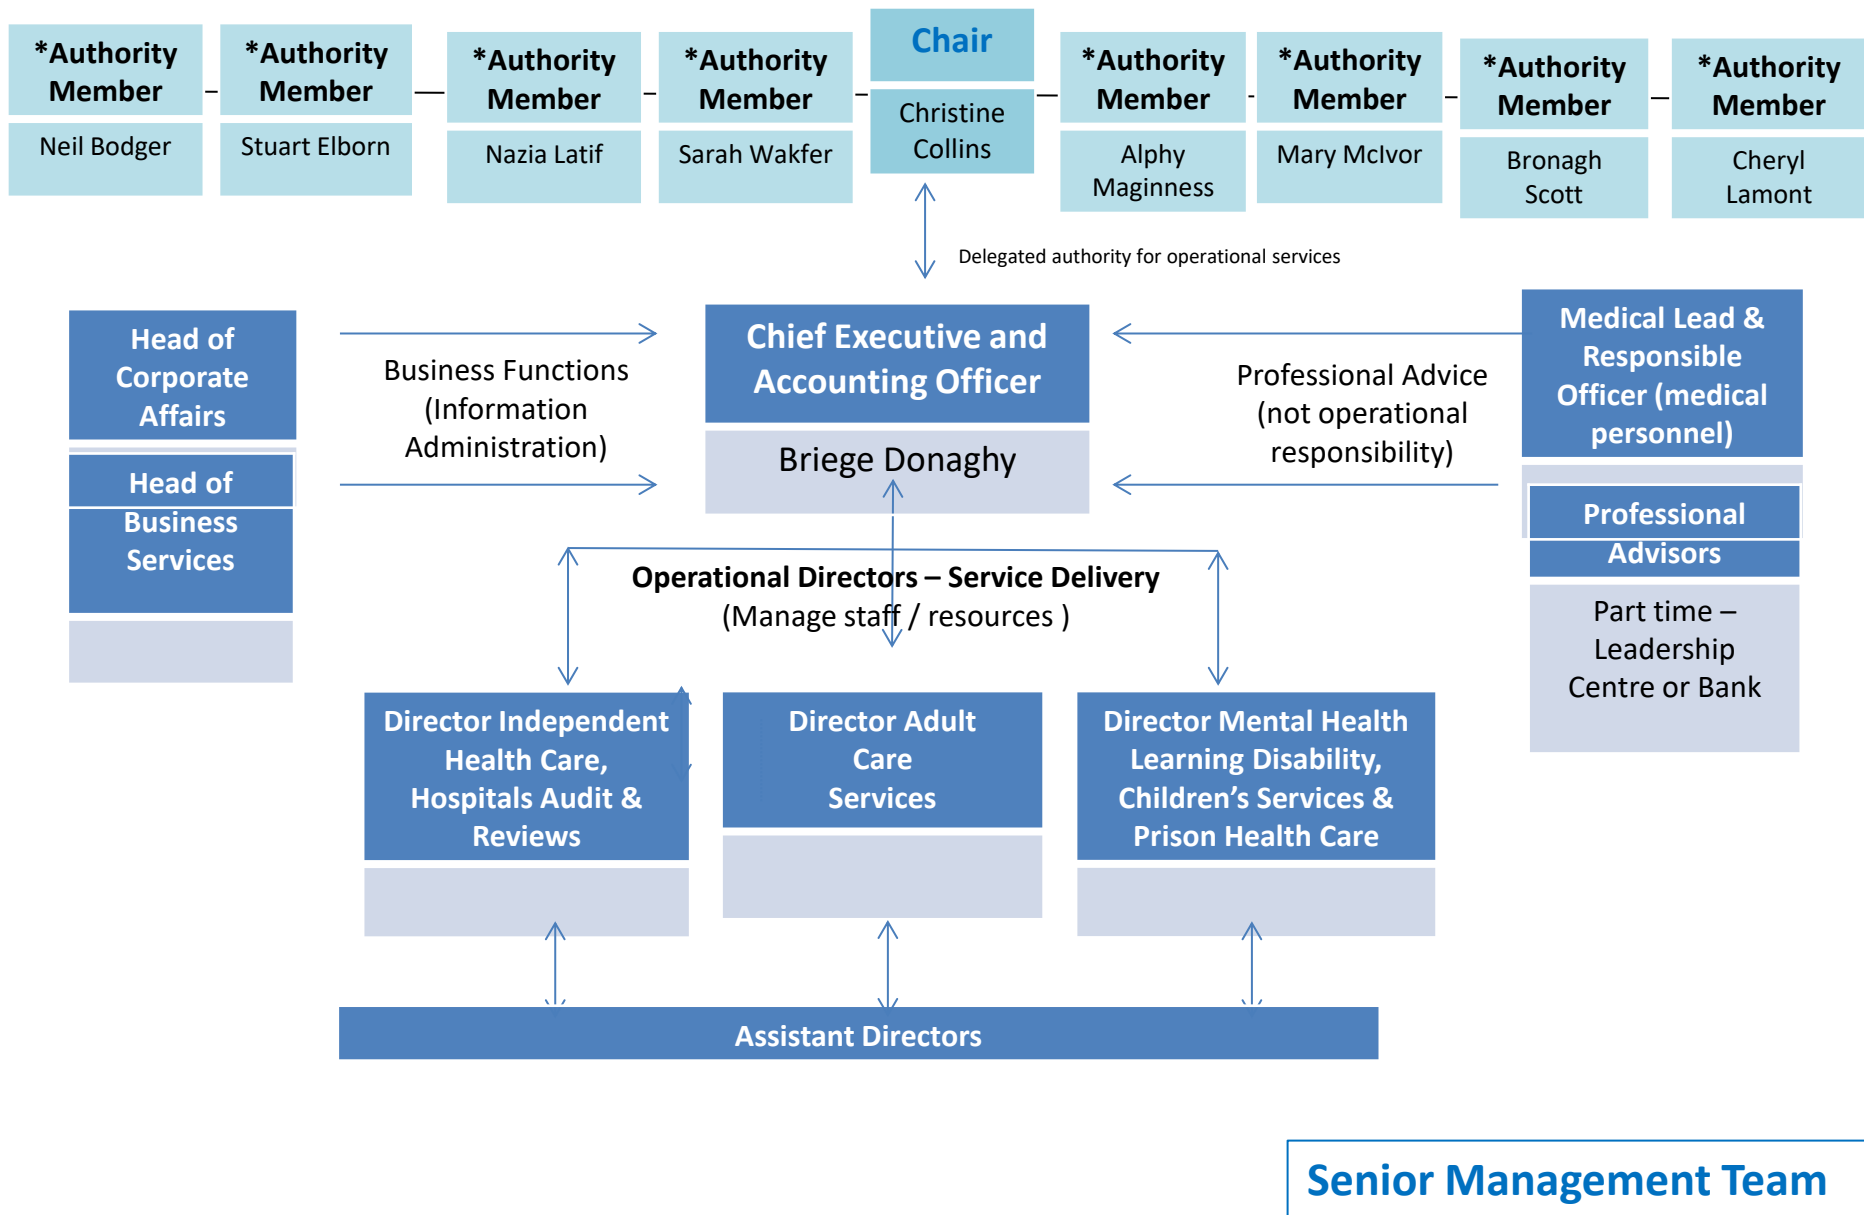 *Authority
Member
Neil Bodger
*Authority
Member
Stuart Elborn
*Authority
Member
Nazia Latif
*Authority
Member
Sarah Wakfer
Chair
Christine
Collins
*Authority
Member
Alphy
Maginness
*Authority
Member
Mary McIvor
*Authority
Member
Bronagh
Scott
*Authority
Member
Cheryl
Lamont
Delegated authority for operational services
Head of
Corporate
Affairs
Head of
Business
Services
Business Functions
(Information
Administration)
Chief Executive and
Accounting Officer
Briege Donaghy
Professional Advice
(not operational
responsibility)
Medical Lead &
Responsible
Officer (medical
personnel)
Professional
Advisors
Part time –
Leadership
Centre or Bank
Operational Directors – Service Delivery
(Manage staff / resources )
Director Independent
Health Care,
Hospitals Audit &
Reviews
Director Adult
Care
Services
Director Mental Health
Learning Disability,
Children’s Services &
Prison Health Care
Assistant Directors
Senior Management Team